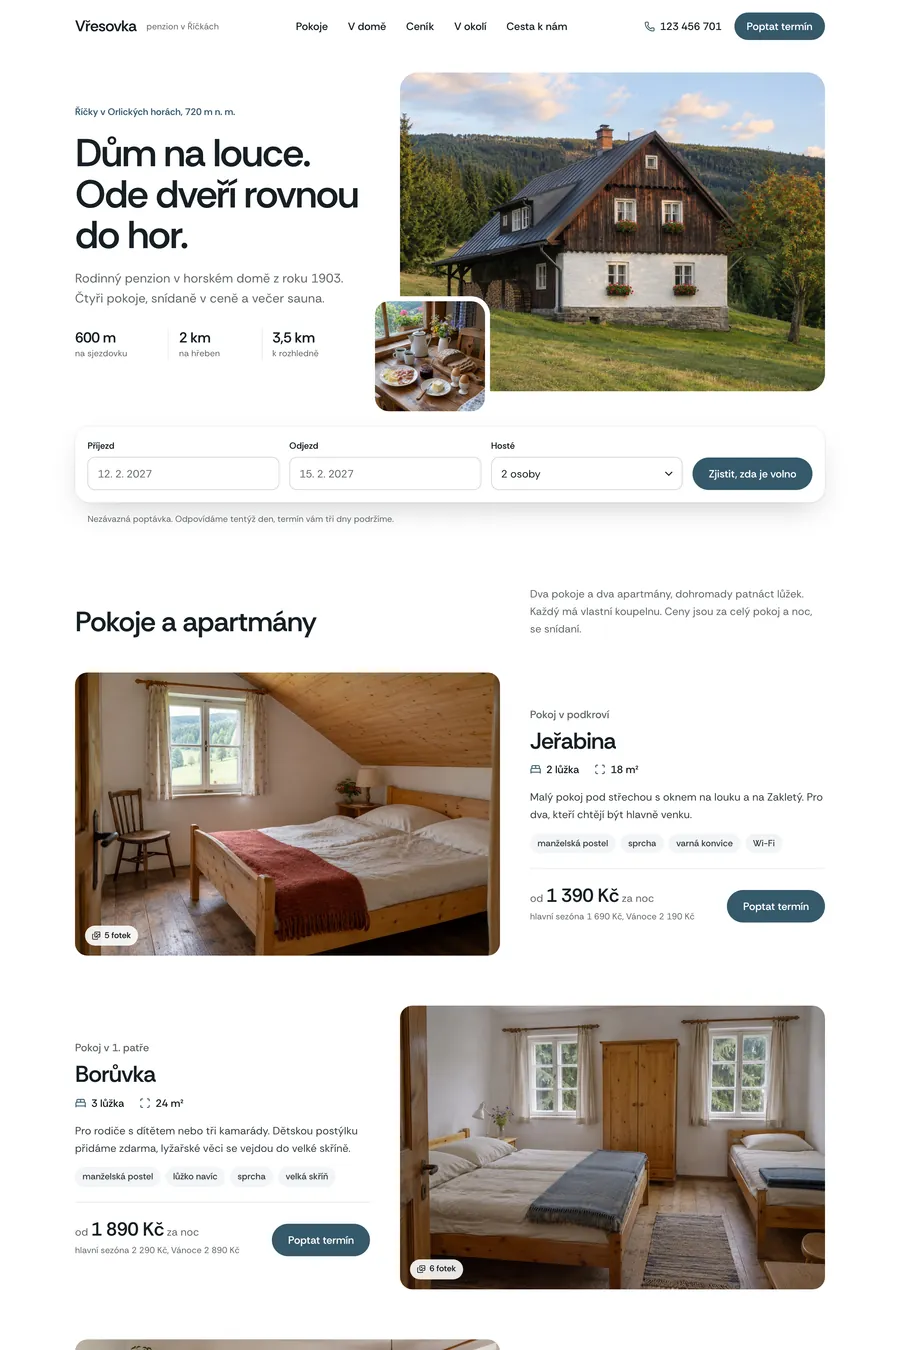 Vřesovka
penzion v Říčkách
Pokoje
V domě
Ceník
V okolí
Cesta k nám
123 456 701
Poptat termín
Říčky v Orlických horách, 720 m n. m.
Dům na louce.
Ode dveří rovnou
do hor.
Rodinný penzion v horském domě z roku 1903.
Čtyři pokoje, snídaně v ceně a večer sauna.
600 m
na sjezdovku
2 km
na hřeben
3,5 km
k rozhledně
Příjezd
12. 2. 2027
Odjezd
15. 2. 2027
Hosté
2 osoby
Zjistit, zda je volno
Nezávazná poptávka. Odpovídáme tentýž den, termín vám tři dny podržíme.
Pokoje a apartmány
Dva pokoje a dva apartmány, dohromady patnáct lůžek.
Každý má vlastní koupelnu. Ceny jsou za celý pokoj a noc,
se snídaní.
5 fotek
Pokoj v podkroví
Jeřabina
2 lůžka
18 m²
Malý pokoj pod střechou s oknem na louku a na Zakletý. Pro
dva, kteří chtějí být hlavně venku.
manželská postel
sprcha
varná konvice
Wi-Fi
od 1 390 Kč za noc
hlavní sezóna 1 690 Kč, Vánoce 2 190 Kč
Poptat termín
Pokoj v 1. patře
Borůvka
3 lůžka
24 m²
Pro rodiče s dítětem nebo tři kamarády. Dětskou postýlku
přidáme zdarma, lyžařské věci se vejdou do velké skříně.
manželská postel
lůžko navíc
sprcha
velká skříň
od 1 890 Kč za noc
hlavní sezóna 2 290 Kč, Vánoce 2 890 Kč
Poptat termín
6 fotek